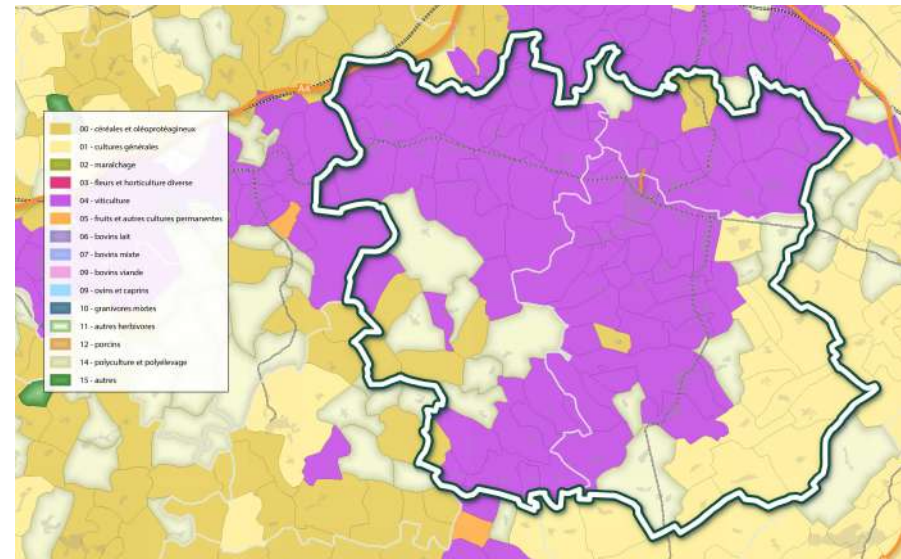 A4
00 - céréales et oléoprotéagineux
01 - cultures générales
02 - maraîchage
03 - fleurs et horticulture diverse
04 - viticulture
05 - fruits et autres cultures permanentes
06 - bovins lait
07 - bovins mixte
09 - bovins viande
09 - ovins et caprins
10 - granivores mixtes
11 - autres herbivores
12 - porcins
14 - polyculture et polyélevage
15 - autres